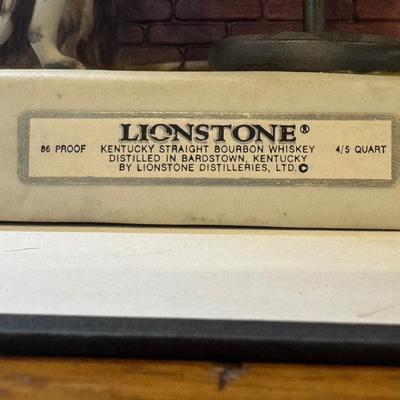 LIONSTONE®
86 PROOF KENTUCKY STRAIGHT BOURBON WHISKEY 4/5 QUART
DISTILLED IN BARDSTOWN, KENTUCKY
BY LIONSTONE DISTILLERIES, LTD.©